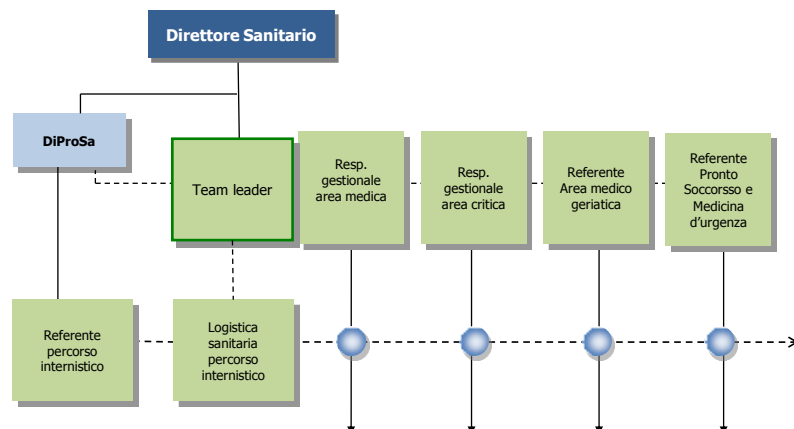 Direttore Sanitario
DiProSa
Team leader
Resp.
gestionale
area medica
Resp.
gestionale
area critica
Referente
Area medico
geriatica
Referente
Pronto
Soccorsso e
Medicina
d'urgenza
Referente
percorso
internistico
Logistica
sanitaria
percorso
internistico